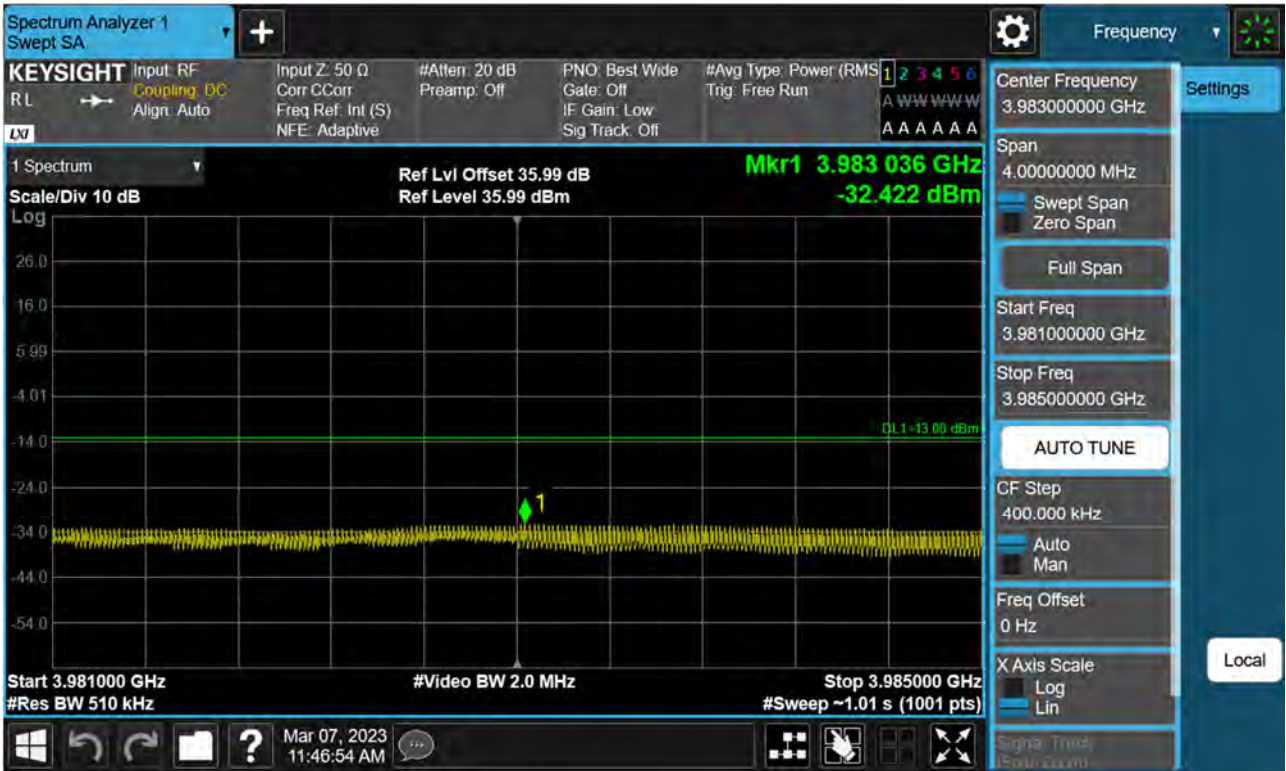 Spectrum Analyzer 1
Swept SA
Frequency
KEYSIGHT
RL
LXI
Input: RF
Coupling: DC
Align: Auto
Input Z: 50 Ω
Corr CCorr
Freq Ref: Int (S)
NFE: Adaptive
#Atten: 20 dB
Preamp: Off
PNO: Best Wide
Gate: Off
IF Gain: Low
Sig Track: Off
#Avg Type: Power (RMS
Trig: Free Run
1 2 3 4 5 6
A W W W W W
A A A A A A
1 Spectrum
Scale/Div 10 dB
Log
Ref Lvl Offset 35.99 dB
Ref Level 35.99 dBm
Mkr1 3.983 036 GHz
-32.422 dBm
26.0
16.0
5.99
-4.01
-14.0
-24.0
-34.0
-44.0
-54.0
DL1 -13.00 dBm
1
Start 3.981000 GHz
#Res BW 510 kHz
#Video BW 2.0 MHz
Stop 3.985000 GHz
#Sweep ~1.01 s (1001 pts)
Center Frequency
3.983000000 GHz
Settings
Span
4.00000000 MHz
Swept Span
Zero Span
Full Span
Start Freq
3.981000000 GHz
Stop Freq
3.985000000 GHz
AUTO TUNE
CF Step
400.000 kHz
Auto
Man
Freq Offset
0 Hz
X Axis Scale
Log
Lin
Local
?
Mar 07, 2023
11:46:54 AM